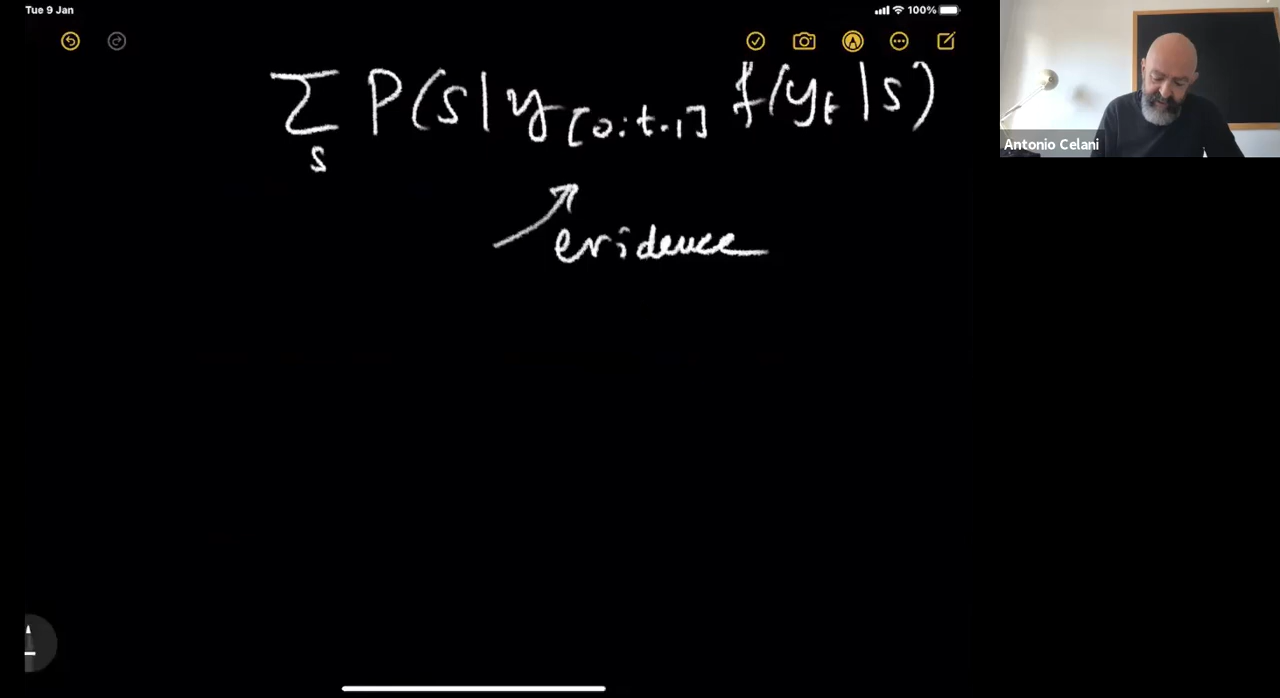 Tue 9 Jan
100%
∑ P(s|y[0:t-1] f(yt|s)
s
evidence
Antonio Celani